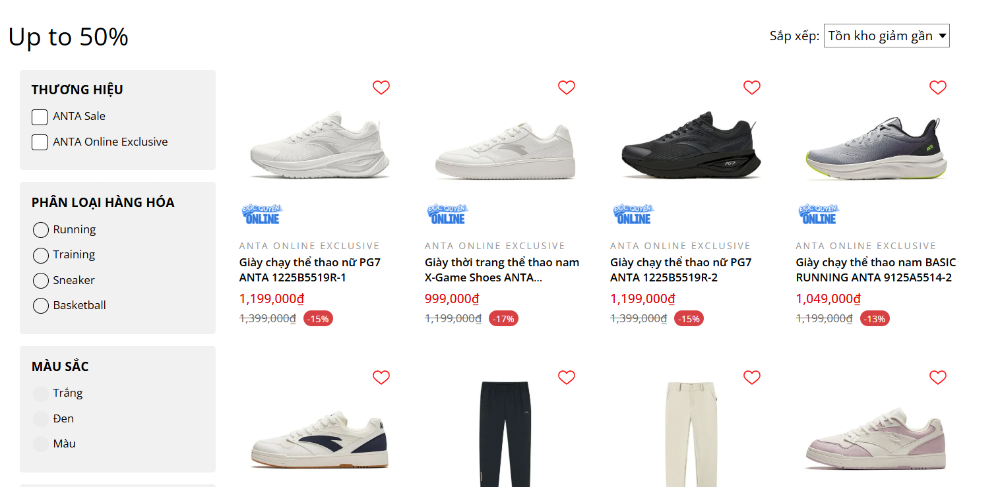 Up to 50%
Sắp xếp: Tồn kho giảm gần
THƯƠNG HIỆU
ANTA Sale
ANTA Online Exclusive
PHÂN LOẠI HÀNG HÓA
Running
Training
Sneaker
Basketball
MÀU SẮC
Trắng
Đen
Màu
ĐỘC QUYỀN
ONLINE
ANTA ONLINE EXCLUSIVE
Giày chạy thể thao nữ PG7
ANTA 1225B5519R-1
1,199,000₫
1,399,000₫ -15%
ĐỘC QUYỀN
ONLINE
ANTA ONLINE EXCLUSIVE
Giày thời trang thể thao nam
X-Game Shoes ANTA...
999,000₫
1,199,000₫ -17%
PG7
ĐỘC QUYỀN
ONLINE
ANTA ONLINE EXCLUSIVE
Giày chạy thể thao nữ PG7
ANTA 1225B5519R-2
1,199,000₫
1,399,000₫ -15%
ANTA
ĐỘC QUYỀN
ONLINE
ANTA ONLINE EXCLUSIVE
Giày chạy thể thao nam BASIC
RUNNING ANTA 9125A5514-2
1,049,000₫
1,199,000₫ -13%